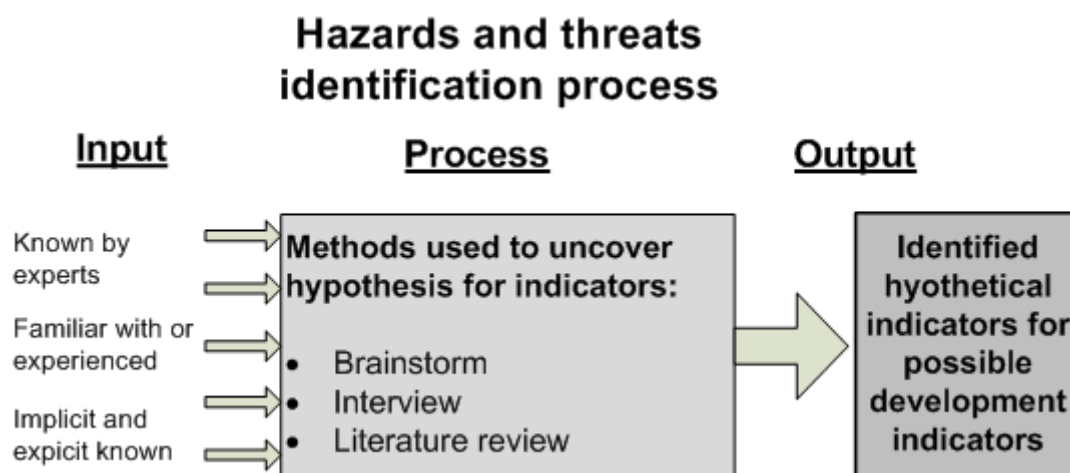 Hazards and threats
identification process
Input
Process
Output
Known by
experts
Familiar with or
experienced
Implicit and
expicit known
Methods used to uncover
hypothesis for indicators:
• Brainstorm
• Interview
• Literature review
Identified
hyothetical
indicators for
possible
development
indicators